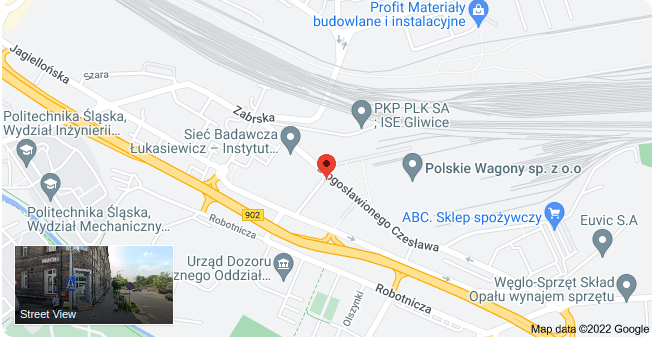 Profit Materiały
budowlane i instalacyjne
Jagiellońska
Szara
Zabrska
PKP PLK SA
; ISE Gliwice
Politechnika Śląska,
Wydział Inżynierii...
Sieć Badawcza
Łukasiewicz – Instytut...
Błogosławionego Czesława
Polskie Wagony sp. z o.o
Politechnika Śląska,
Wydział Mechaniczny...
902
Robotnicza
ABC. Sklep spożywczy
Euvic S.A
Urząd Dozoru
znego Oddział...
Węglo-Sprzęt Skład
Opału wynajem sprzętu
Robotnicza
Olszynki
Street View
Map data ©2022 Google